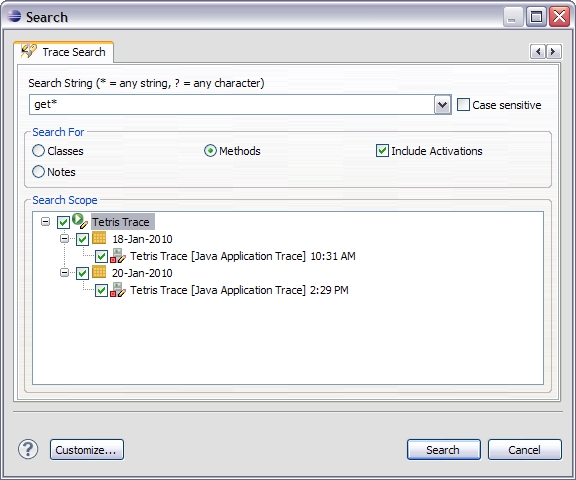 Search
Trace Search
Search String (* = any string, ? = any character)
get*
Case sensitive
Search For
Classes
Methods
Include Activations
Notes
Search Scope
Tetris Trace
18-Jan-2010
Tetris Trace [Java Application Trace] 10:31 AM
20-Jan-2010
Tetris Trace [Java Application Trace] 2:29 PM
?
Customize...
Search
Cancel